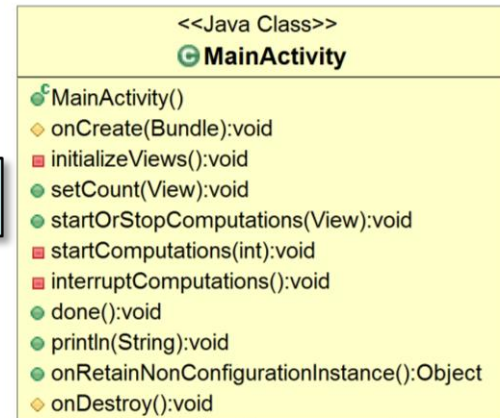 <<Java Class>>
MainActivity
MainActivity()
onCreate(Bundle):void
initializeViews():void
setCount(View):void
startOrStopComputations(View):void
startComputations(int):void
interruptComputations():void
done():void
println(String):void
onRetainNonConfigurationInstance():Object
onDestroy():void